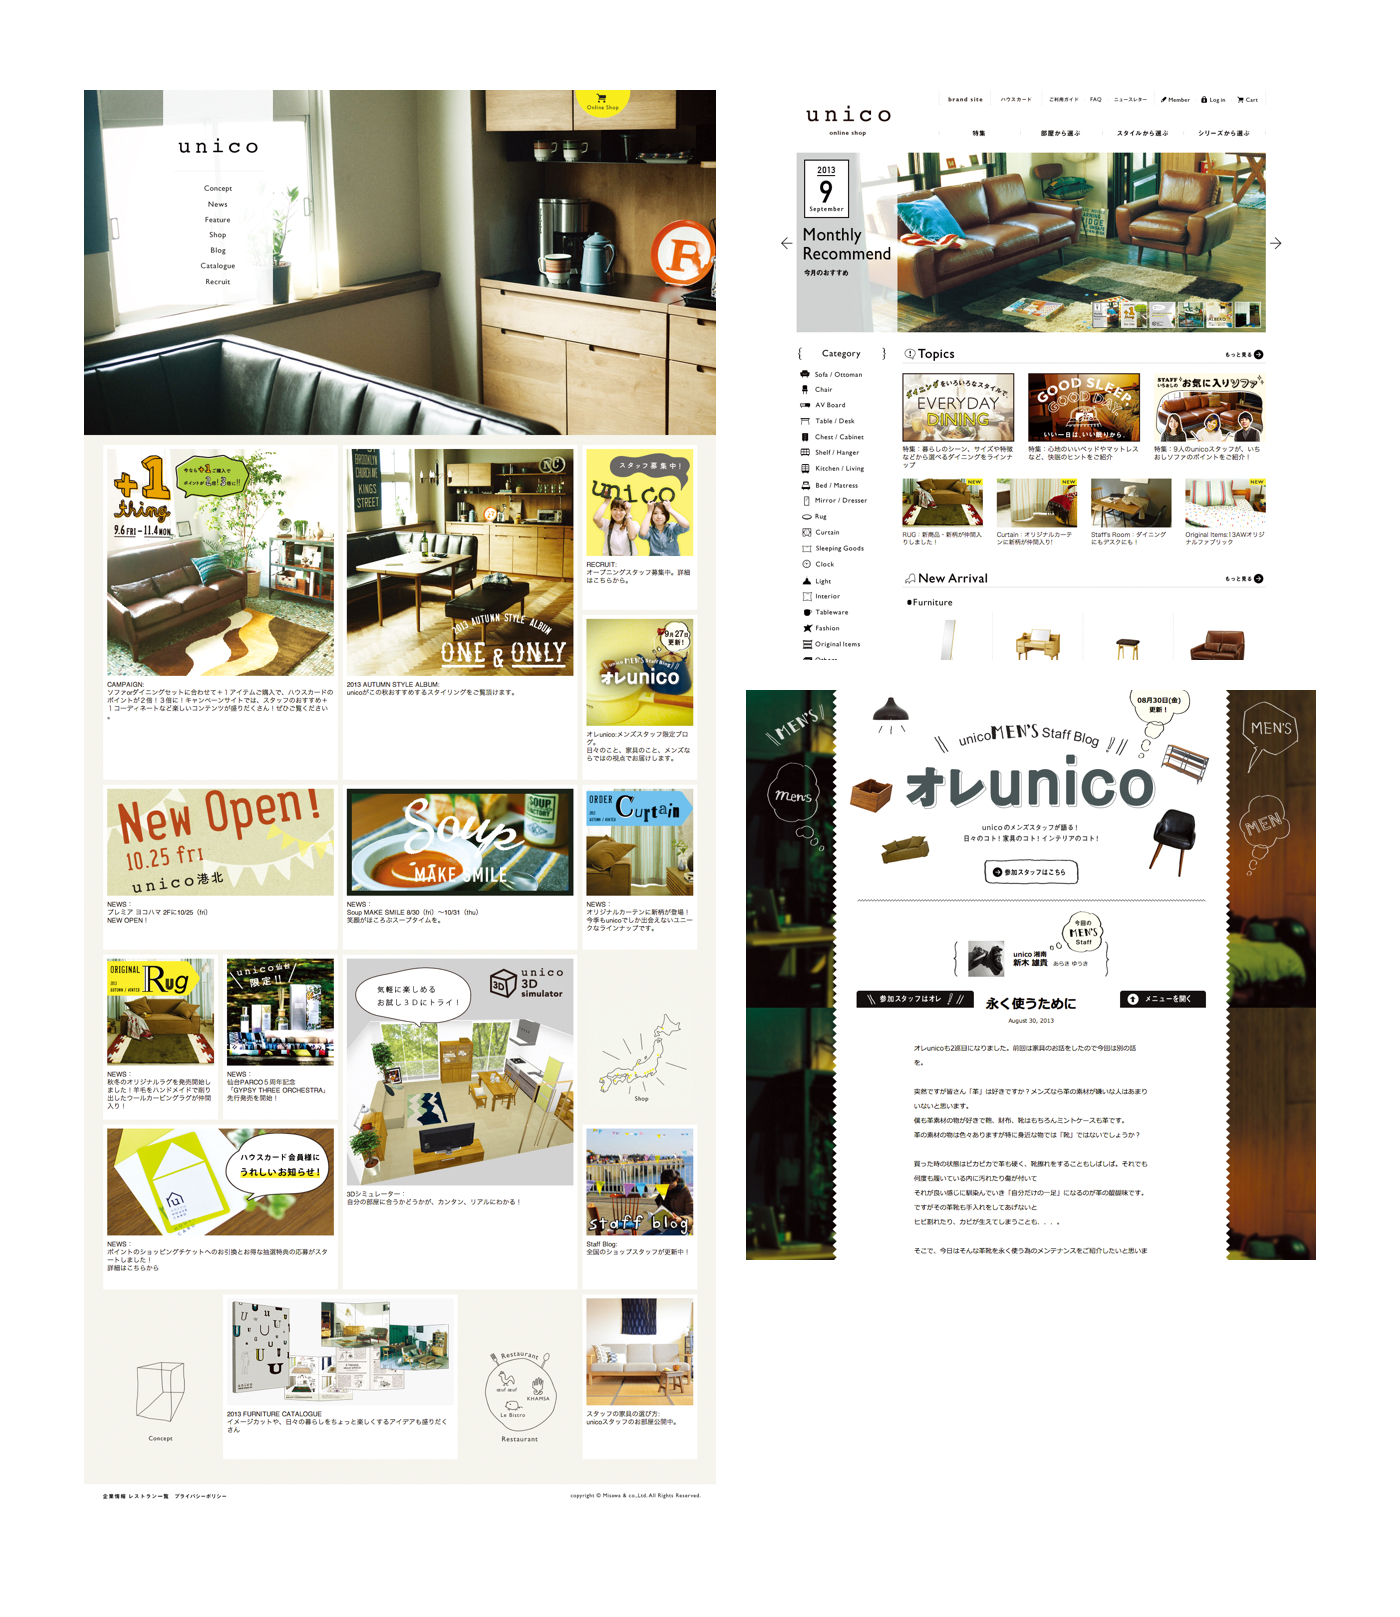 unico
Concept
News
Feature
Shop
Blog
Catalogue
Recruit
Online Shop
R
+1
thing
9.6 FRI - 11.4 MON
今なら+1ご購入で
CAMPAIGN:
ソファorダイニングセットに合わせて＋１アイテムご購入で、ハウスカードの
ポイントが２倍！３倍に！キャンペーンサイトでは、スタッフのおすすめ＋
１コーディネートなど楽しいコンテンツが盛りだくさん！ぜひご覧ください
。
BROOKLYN
CHURCH AV
KINGS
STREET
NC
2013 AUTUMN STYLE ALBUM
ONE & ONLY
2013 AUTUMN STYLE ALBUM:
unicoがこの秋おすすめするスタイリングをご覧頂けます。
スタッフ募集中！
unico
RECRUIT:
オープニングスタッフ募集中。詳細
はこちらから。
9月27日
更新！
unico MEN'S Staff Blog
オレunico
オレunico:メンズスタッフ限定ブロ
グ。
日々のこと、家具のこと、メンズな
らではの視点でお届けします。
New Open!
10.25 fri
unico港北
NEWS：
プレミア ヨコハマ 2Fに10/25（fri）
NEW OPEN！
Soup
MAKE SMILE
SOUP
NEWS：
Soup MAKE SMILE 8/30（fri）〜10/31（thu）
笑顔がほころぶスープタイムを。
ORDER
2013
AUTUMN / WINTER
Curtain
NEWS：
オリジナルカーテンに新柄が登場！
今季もunicoでしか出会えないユニー
クなラインナップです。
ORIGINAL
2013
AUTUMN / WINTER
Rug
NEWS：
秋冬のオリジナルラグを発売開始し
ました！羊毛をハンドメイドで削り
出したウールカービングラグが仲間
入り！
unico仙台
限定!!
NEWS：
仙台PARCO５周年記念
「GYPSY THREE ORCHESTRA」
先行発売を開始！
気軽に楽しめる
お試し３Ｄにトライ！
3D
unico
3D
simulator
3Dシミュレーター：
自分の部屋に合うかどうかが、カンタン、リアルにわかる！
Shop
ハウスカード会員様に
うれしいお知らせ！
NEWS：
ポイントのショッピングチケットへのお引換とお得な抽選特典の応募がスタ
ートしました！
詳細はこちらから
staff blog
Staff Blog:
全国のショップスタッフが更新中！
Concept
2013 FURNITURE CATALOGUE
イメージカットや、日々の暮らしをちょっと楽しくするアイデアも盛りだく
さん
Restaurant
œuf œuf
KHAMSA
Le Bistro
Restaurant
スタッフの家具の選び方:
unicoスタッフのお部屋公開中。
企業情報 レストラン一覧 プライバシーポリシー
copyright © Misawa & co.,Ltd. All Rights Reserved.
unico
online shop
brand site
ハウスカード
ご利用ガイド
FAQ
ニュースレター
Member
Log in
Cart
特集
部屋から選ぶ
スタイルから選ぶ
シリーズから選ぶ
2013
9
September
Monthly
Recommend
今月のおすすめ
Category
Sofa / Ottoman
Chair
AV Board
Table / Desk
Chest / Cabinet
Shelf / Hanger
Kitchen / Living
Bed / Matress
Mirror / Dresser
Rug
Curtain
Sleeping Goods
Clock
Light
Interior
Tableware
Fashion
Original Items
Others
Topics
もっと見る
ダイニングをいろいろなスタイルで。
EVERYDAY
DINING
特集：暮らしのシーン、サイズや特徴
などから選べるダイニングをラインナ
ップ
GOOD SLEEP,
GOOD DAY.
いい一日は、いい眠りから。
特集：心地のいいベッドやマットレス
など、快眠のヒントをご紹介
STAFF
いちおしの
お気に入りソファ
特集：9人のunicoスタッフが、いち
おしソファのポイントをご紹介！
NEW
RUG：新商品・新柄が仲間入
りしました！
NEW
Curtain：オリジナルカーテ
ンに新柄が仲間入り!
Staff's Room：ダイニング
にもデスクにも！
NEW
Original Items:13AWオリジ
ナルファブリック
New Arrival
もっと見る
Furniture
MEN'S
men's
MEN'S
MEN
08月30日(金)
更新！
unico MEN'S Staff Blog
オレunico
unicoのメンズスタッフが語る！
日々のコト！家具のコト！インテリアのコト！
参加スタッフはこちら
今回の
MEN'S
Staff
unico 湘南
新木 雄貴 あらき ゆうき
参加スタッフはオレ
永く使うために
メニューを開く
August 30, 2013
オレunicoも2巡目になりました。前回は家具のお話をしたので今回は別の話
を。
突然ですが皆さん「革」は好きですか？メンズなら革の素材が嫌いな人はあまり
いないと思います。
僕も革素材の物が好きで鞄、財布、靴はもちろんミントケースも革です。
革の素材の物は色々ありますが特に身近な物では「靴」ではないでしょうか？
買った時の状態はピカピカで革も硬く、靴擦れをすることもしばしば。それでも
何度も履いている内に汚れたり傷が付いて
それが良い感じに馴染んでいき「自分だけの一足」になるのが革の醍醐味です。
ですがその革靴も手入れをしてあげないと
ヒビ割れたり、カビが生えてしまうことも．．．。
そこで、今日はそんな革靴を永く使う為のメンテナンスをご紹介したいと思いま